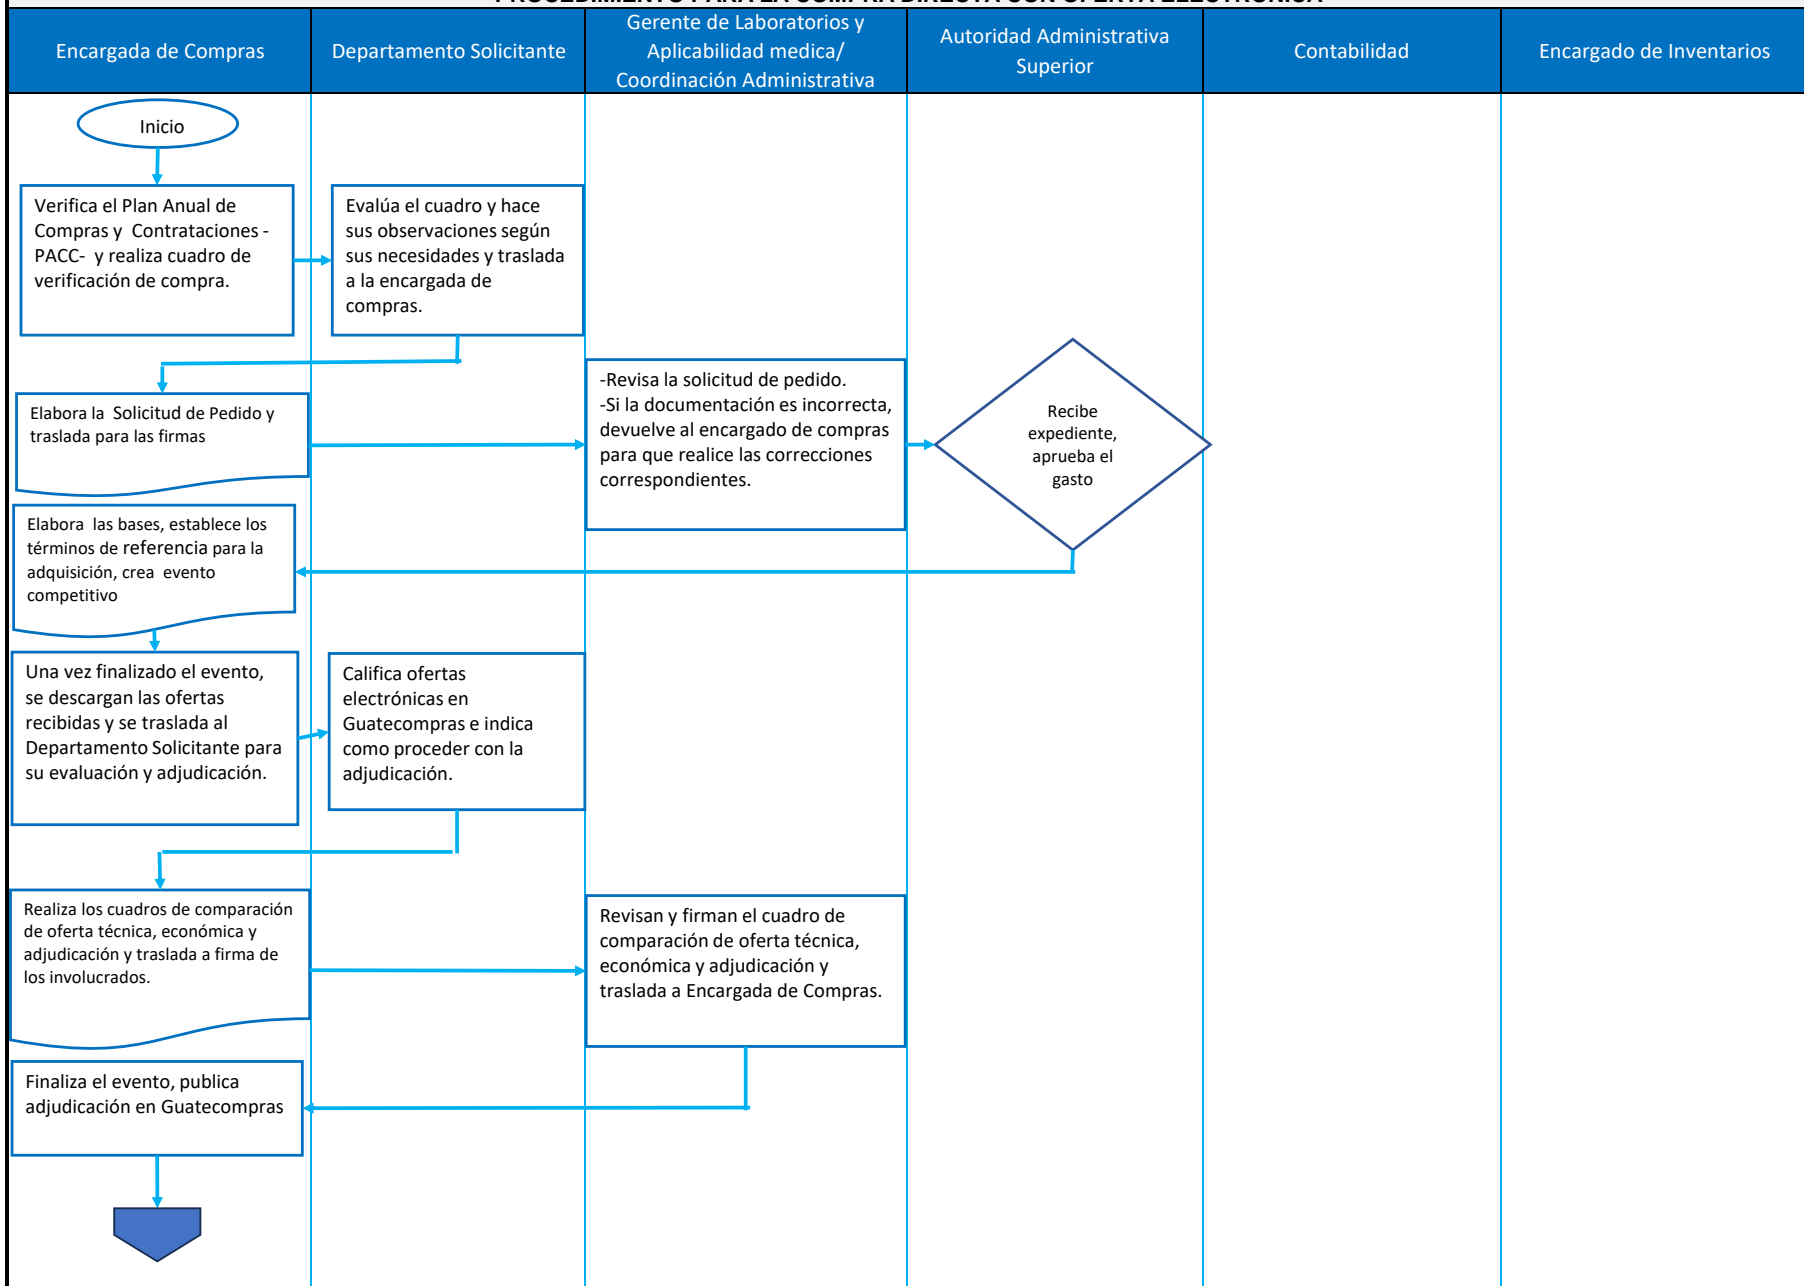 PROCEDIMIENTO PARA LA COMPRA DIRECTA CON OFERTA ELECTRONICA
Encargada de Compras
Departamento Solicitante
Gerente de Laboratorios y
Aplicabilidad medica/
Coordinación Administrativa
Autoridad Administrativa
Superior
Contabilidad
Encargado de Inventarios
Inicio
Verifica el Plan Anual de
Compras y Contrataciones -
PACC- y realiza cuadro de
verificación de compra.
Evalúa el cuadro y hace
sus observaciones según
sus necesidades y traslada
a la encargada de
compras.
Elabora la Solicitud de Pedido y
traslada para las firmas
-Revisa la solicitud de pedido.
-Si la documentación es incorrecta,
devuelve al encargado de compras
para que realice las correcciones
correspondientes.
Recibe
expediente,
aprueba el
gasto
Elabora las bases, establece los
términos de referencia para la
adquisición, crea evento
competitivo
Una vez finalizado el evento,
se descargan las ofertas
recibidas y se traslada al
Departamento Solicitante para
su evaluación y adjudicación.
Califica ofertas
electrónicas en
Guatecompras e indica
como proceder con la
adjudicación.
Realiza los cuadros de comparación
de oferta técnica, económica y
adjudicación y traslada a firma de
los involucrados.
Revisan y firman el cuadro de
comparación de oferta técnica,
económica y adjudicación y
traslada a Encargada de Compras.
Finaliza el evento, publica
adjudicación en Guatecompras